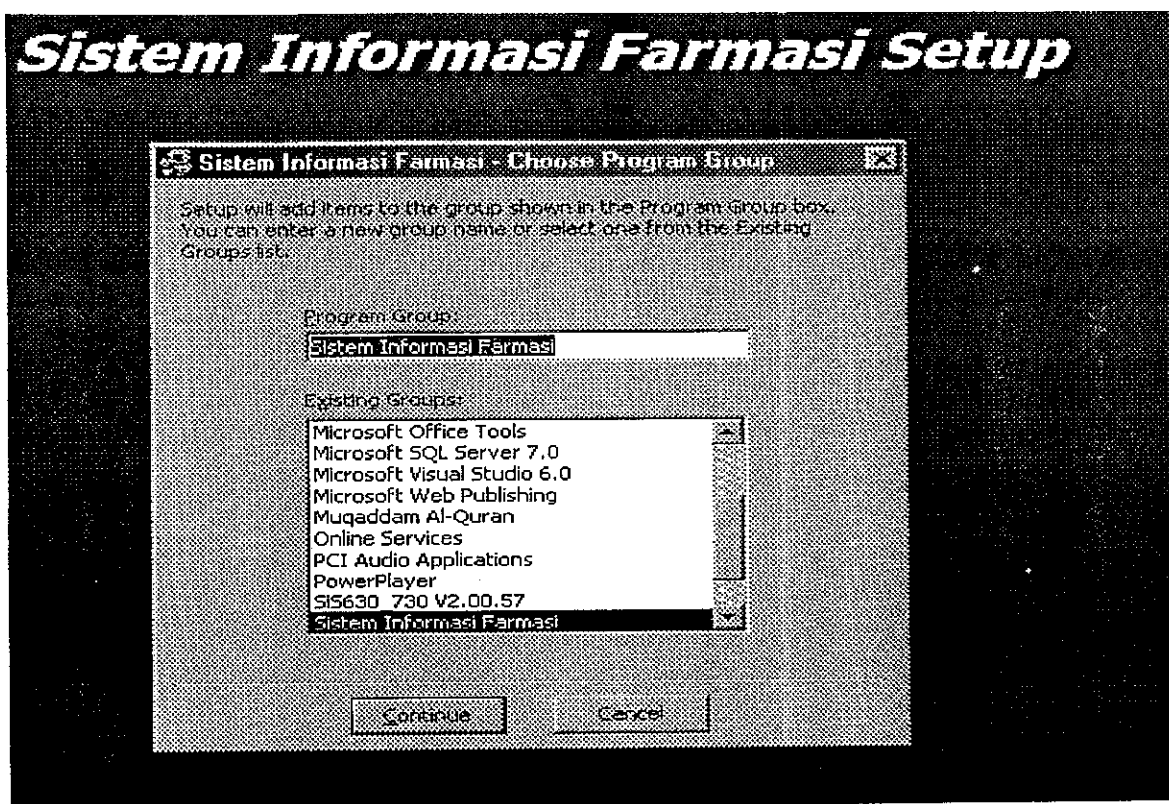 Sistem Informasi Farmasi Setup
Sistem Informasi Farmasi - Choose Program Group
Setup will add items to the group shown in the Program Group box.
You can enter a new group name or select one from the Existing
Groups list.
Program Group:
Sistem Informasi Farmasi
Existing Groups:
Microsoft Office Tools
Microsoft SQL Server 7.0
Microsoft Visual Studio 6.0
Microsoft Web Publishing
Muqaddam Al-Quran
Online Services
PCI Audio Applications
PowerPlayer
SiS630_730 V2.00.57
Sistem Informasi Farmasi
Continue
Cancel